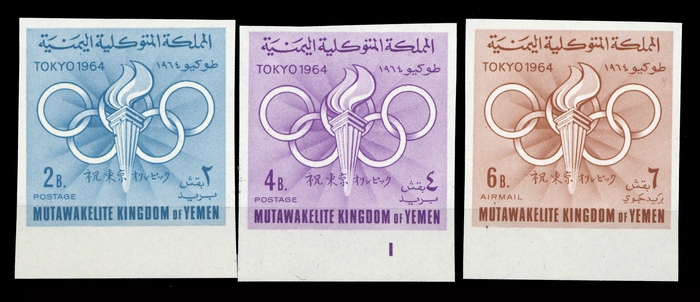 المملكة المتوكلية اليمنية
TOKYO 1964 ١٩٦٤ طوكيو
祝 東京 オリンピック
2B. ٢ بقش
POSTAGE بريد
MUTAWAKELITE KINGDOM OF YEMEN
المملكة المتوكلية اليمنية
TOKYO 1964 ١٩٦٤ طوكيو
祝 東京 オリンピック
4B. ٤ بقش
POSTAGE بريد
MUTAWAKELITE KINGDOM OF YEMEN
I
المملكة المتوكلية اليمنية
TOKYO 1964 ١٩٦٤ طوكيو
祝 東京 オリンピック
6B. ٦ بقش
AIRMAIL بريد جوي
MUTAWAKELITE KINGDOM OF YEMEN